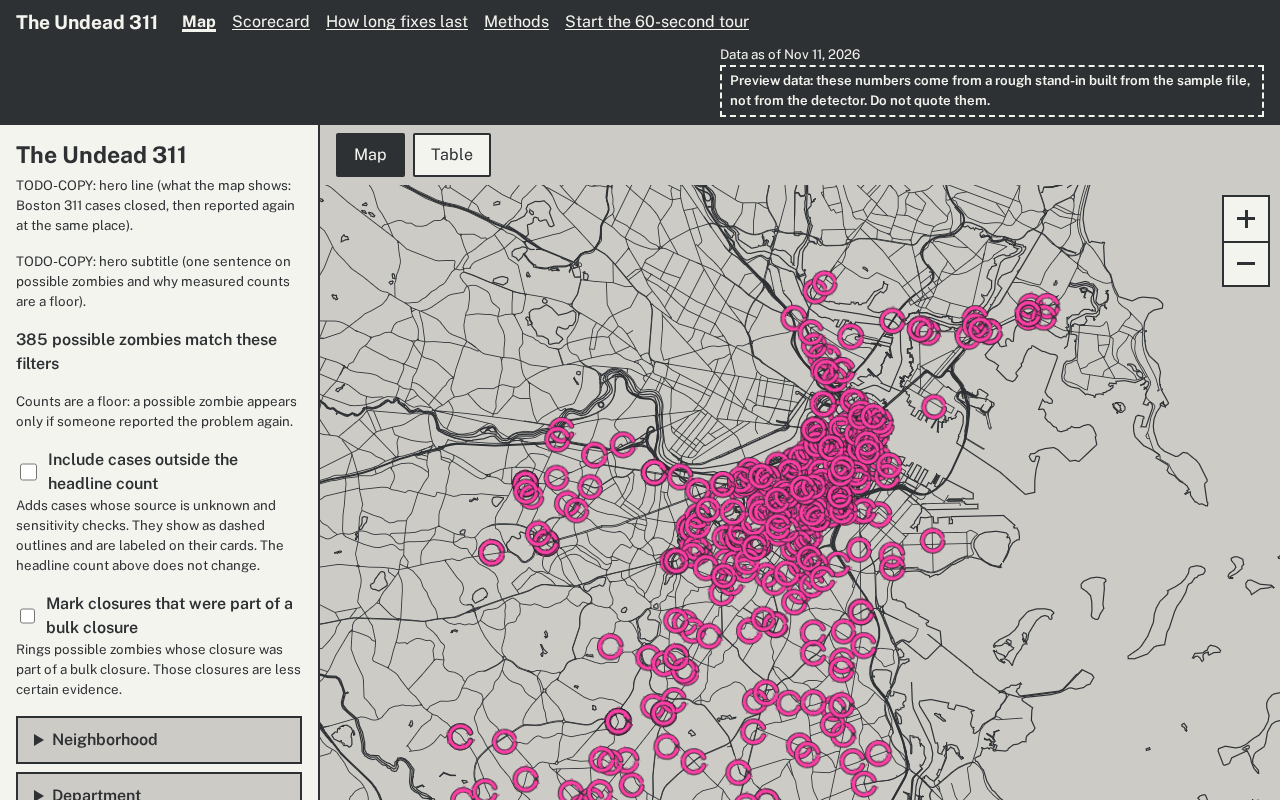 The Undead 311 Map Scorecard How long fixes last Methods Start the 60-second tour
Data as of Nov 11, 2026
Preview data: these numbers come from a rough stand-in built from the sample file,
not from the detector. Do not quote them.
The Undead 311
TODO-COPY: hero line (what the map shows:
Boston 311 cases closed, then reported again
at the same place).
TODO-COPY: hero subtitle (one sentence on
possible zombies and why measured counts
are a floor).
385 possible zombies match these
filters
Counts are a floor: a possible zombie appears
only if someone reported the problem again.
Include cases outside the
headline count
Adds cases whose source is unknown and
sensitivity checks. They show as dashed
outlines and are labeled on their cards. The
headline count above does not change.
Mark closures that were part of a
bulk closure
Rings possible zombies whose closure was
part of a bulk closure. Those closures are less
certain evidence.
Neighborhood
Department
Map Table
+
−